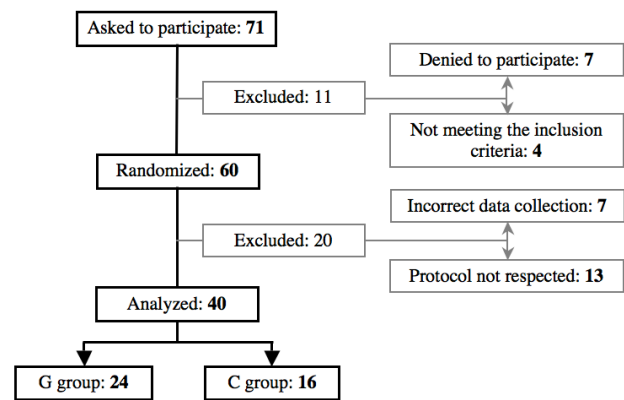 Asked to participate: 71
Denied to participate: 7
Excluded: 11
Not meeting the inclusion
criteria: 4
Randomized: 60
Incorrect data collection: 7
Excluded: 20
Protocol not respected: 13
Analyzed: 40
G group: 24
C group: 16